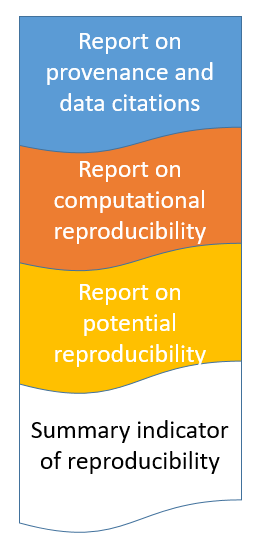 Report on
provenance and
data citations
Report on
computational
reproducibility
Report on
potential
reproducibility
Summary indicator
of reproducibility